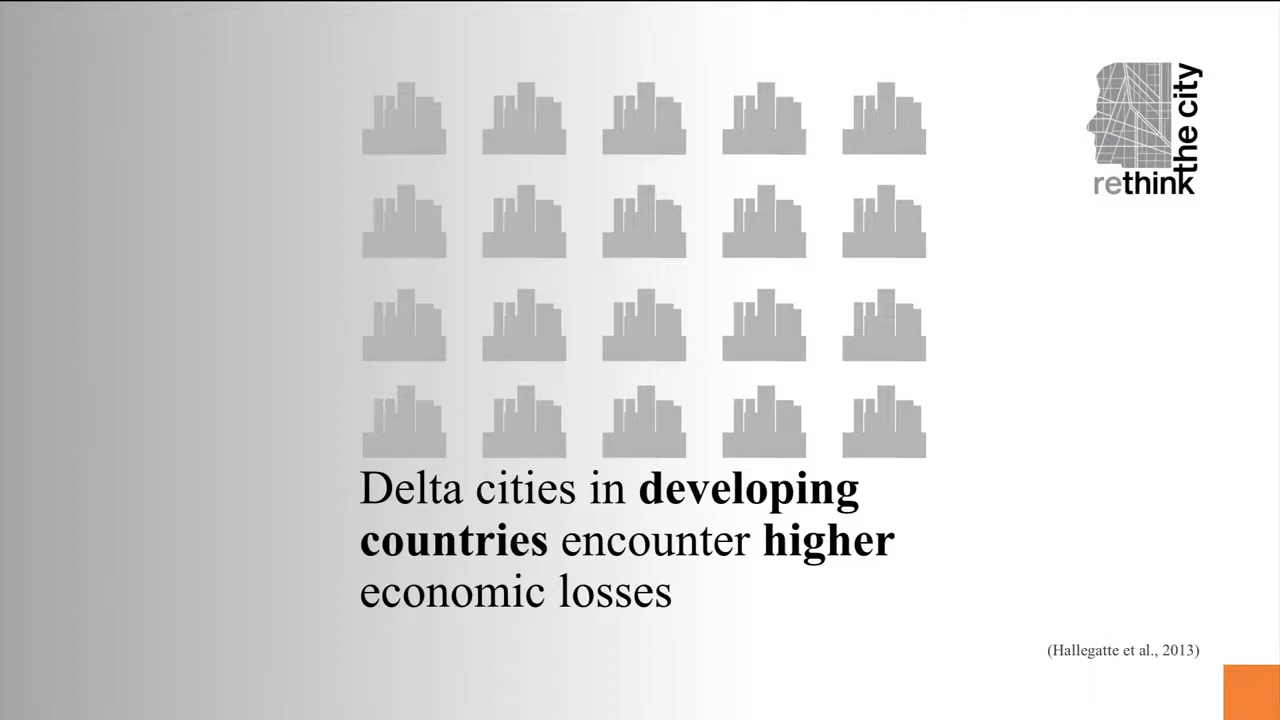 the city
rethink
Delta cities in developing
countries encounter higher
economic losses
(Hallegatte et al., 2013)